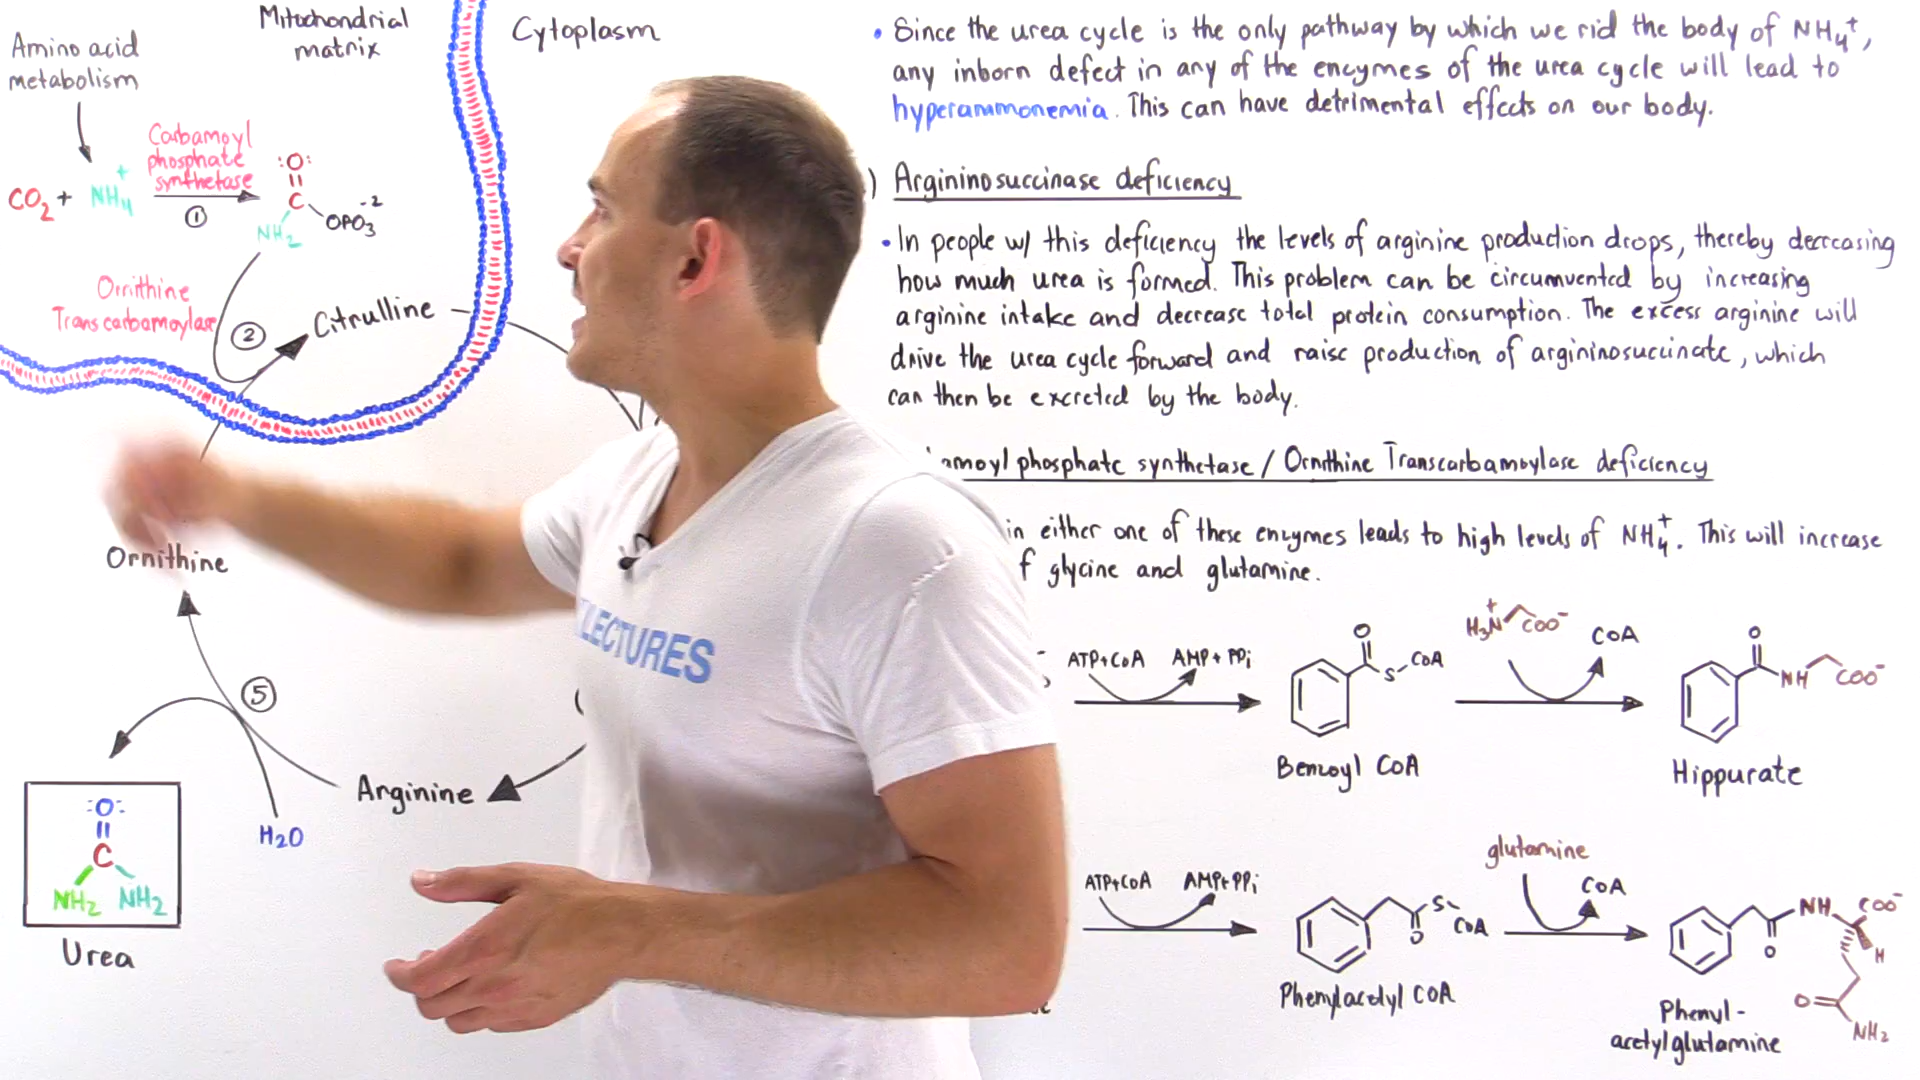 Amino acid
metabolism
Mitochondrial
matrix
Cytoplasm
Carbamoyl
phosphate
synthetase
CO2 + NH4+
①
:O:
C
NH2
OPO3-2
Ornithine
Transcarbamoylase
②
Citrulline
Ornithine
⑤
Arginine
H2O
:O:
C
NH2 NH2
Urea
LECTURES
• Since the urea cycle is the only pathway by which we rid the body of NH4+,
any inborn defect in any of the enzymes of the urea cycle will lead to
hyperammonemia. This can have detrimental effects on our body.
) Argininosuccinase deficiency
• In people w/ this deficiency the levels of arginine production drops, thereby decreasing
how much urea is formed. This problem can be circumvented by increasing
arginine intake and decrease total protein consumption. The excess arginine will
drive the urea cycle forward and raise production of argininosuccinate, which
can then be excreted by the body.
amoyl phosphate synthetase / Ornithine Transcarbamoylase deficiency
in either one of these enzymes leads to high levels of NH4+. This will increase
f glycine and glutamine.
ATP+CoA AMP+PPi
O
S-CoA
H3N+ COO-
CoA
O
NH COO-
Benzoyl CoA
Hippurate
ATP+CoA AMP+PPi
S-
O CoA
glutamine
CoA
NH COO-
O H
O NH2
Phenylacetyl CoA
Phenyl-
acetylglutamine